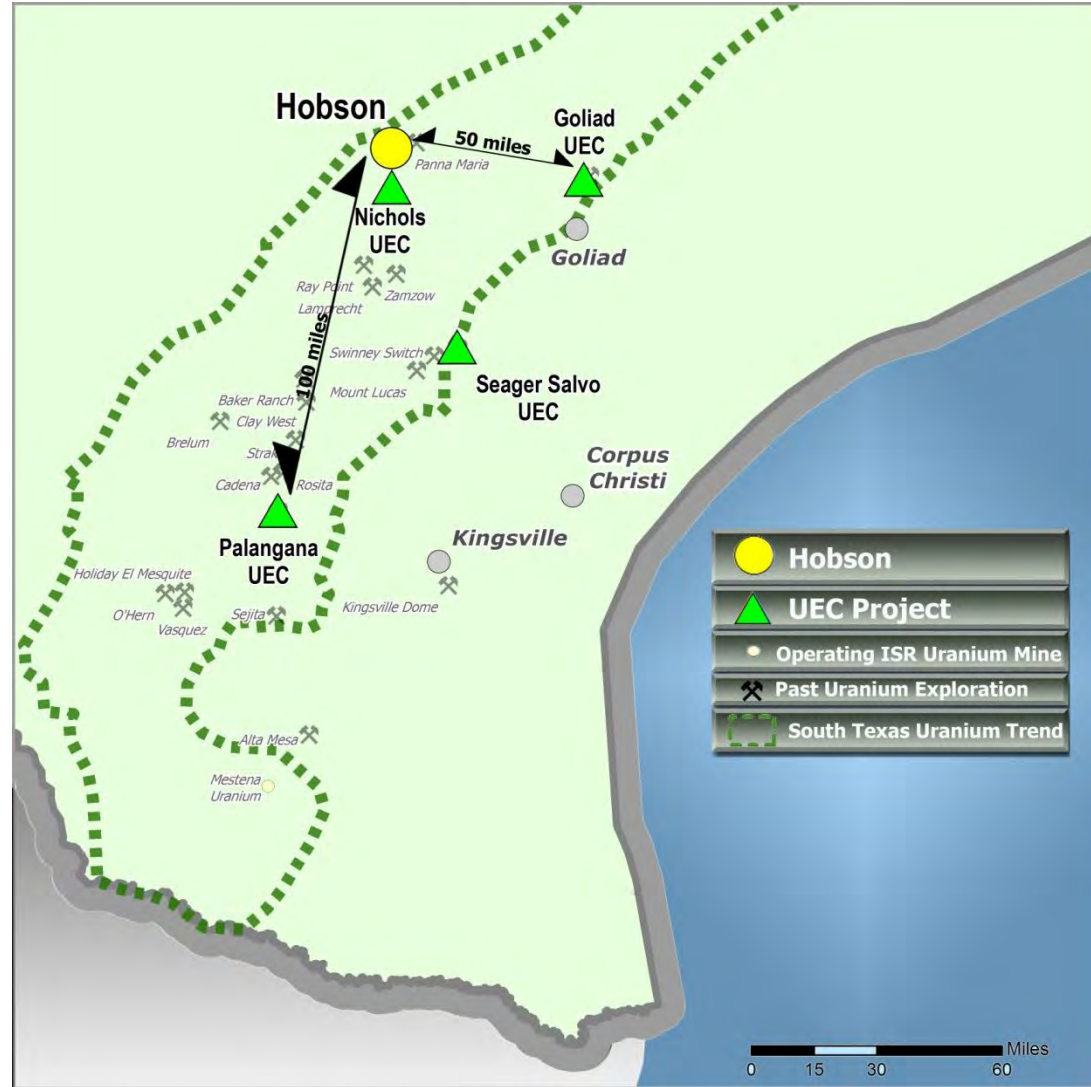 Hobson
50 miles
Goliad
UEC
Panna Maria
Nichols
UEC
Goliad
Ray Point
Zamzow
Lamprecht
100 miles
Swinney Switch
Mount Lucas
Seager Salvo
UEC
Baker Ranch
Clay West
Brelum
Cadena
Rosita
Corpus
Christi
Palangana
UEC
Kingsville
Holiday El Mesquite
O'Hern
Vasquez
Sejita
Kingsville Dome
Alta Mesa
Mestena
Uranium
Hobson
UEC Project
Operating ISR Uranium Mine
Past Uranium Exploration
South Texas Uranium Trend
Miles
0 15 30 60